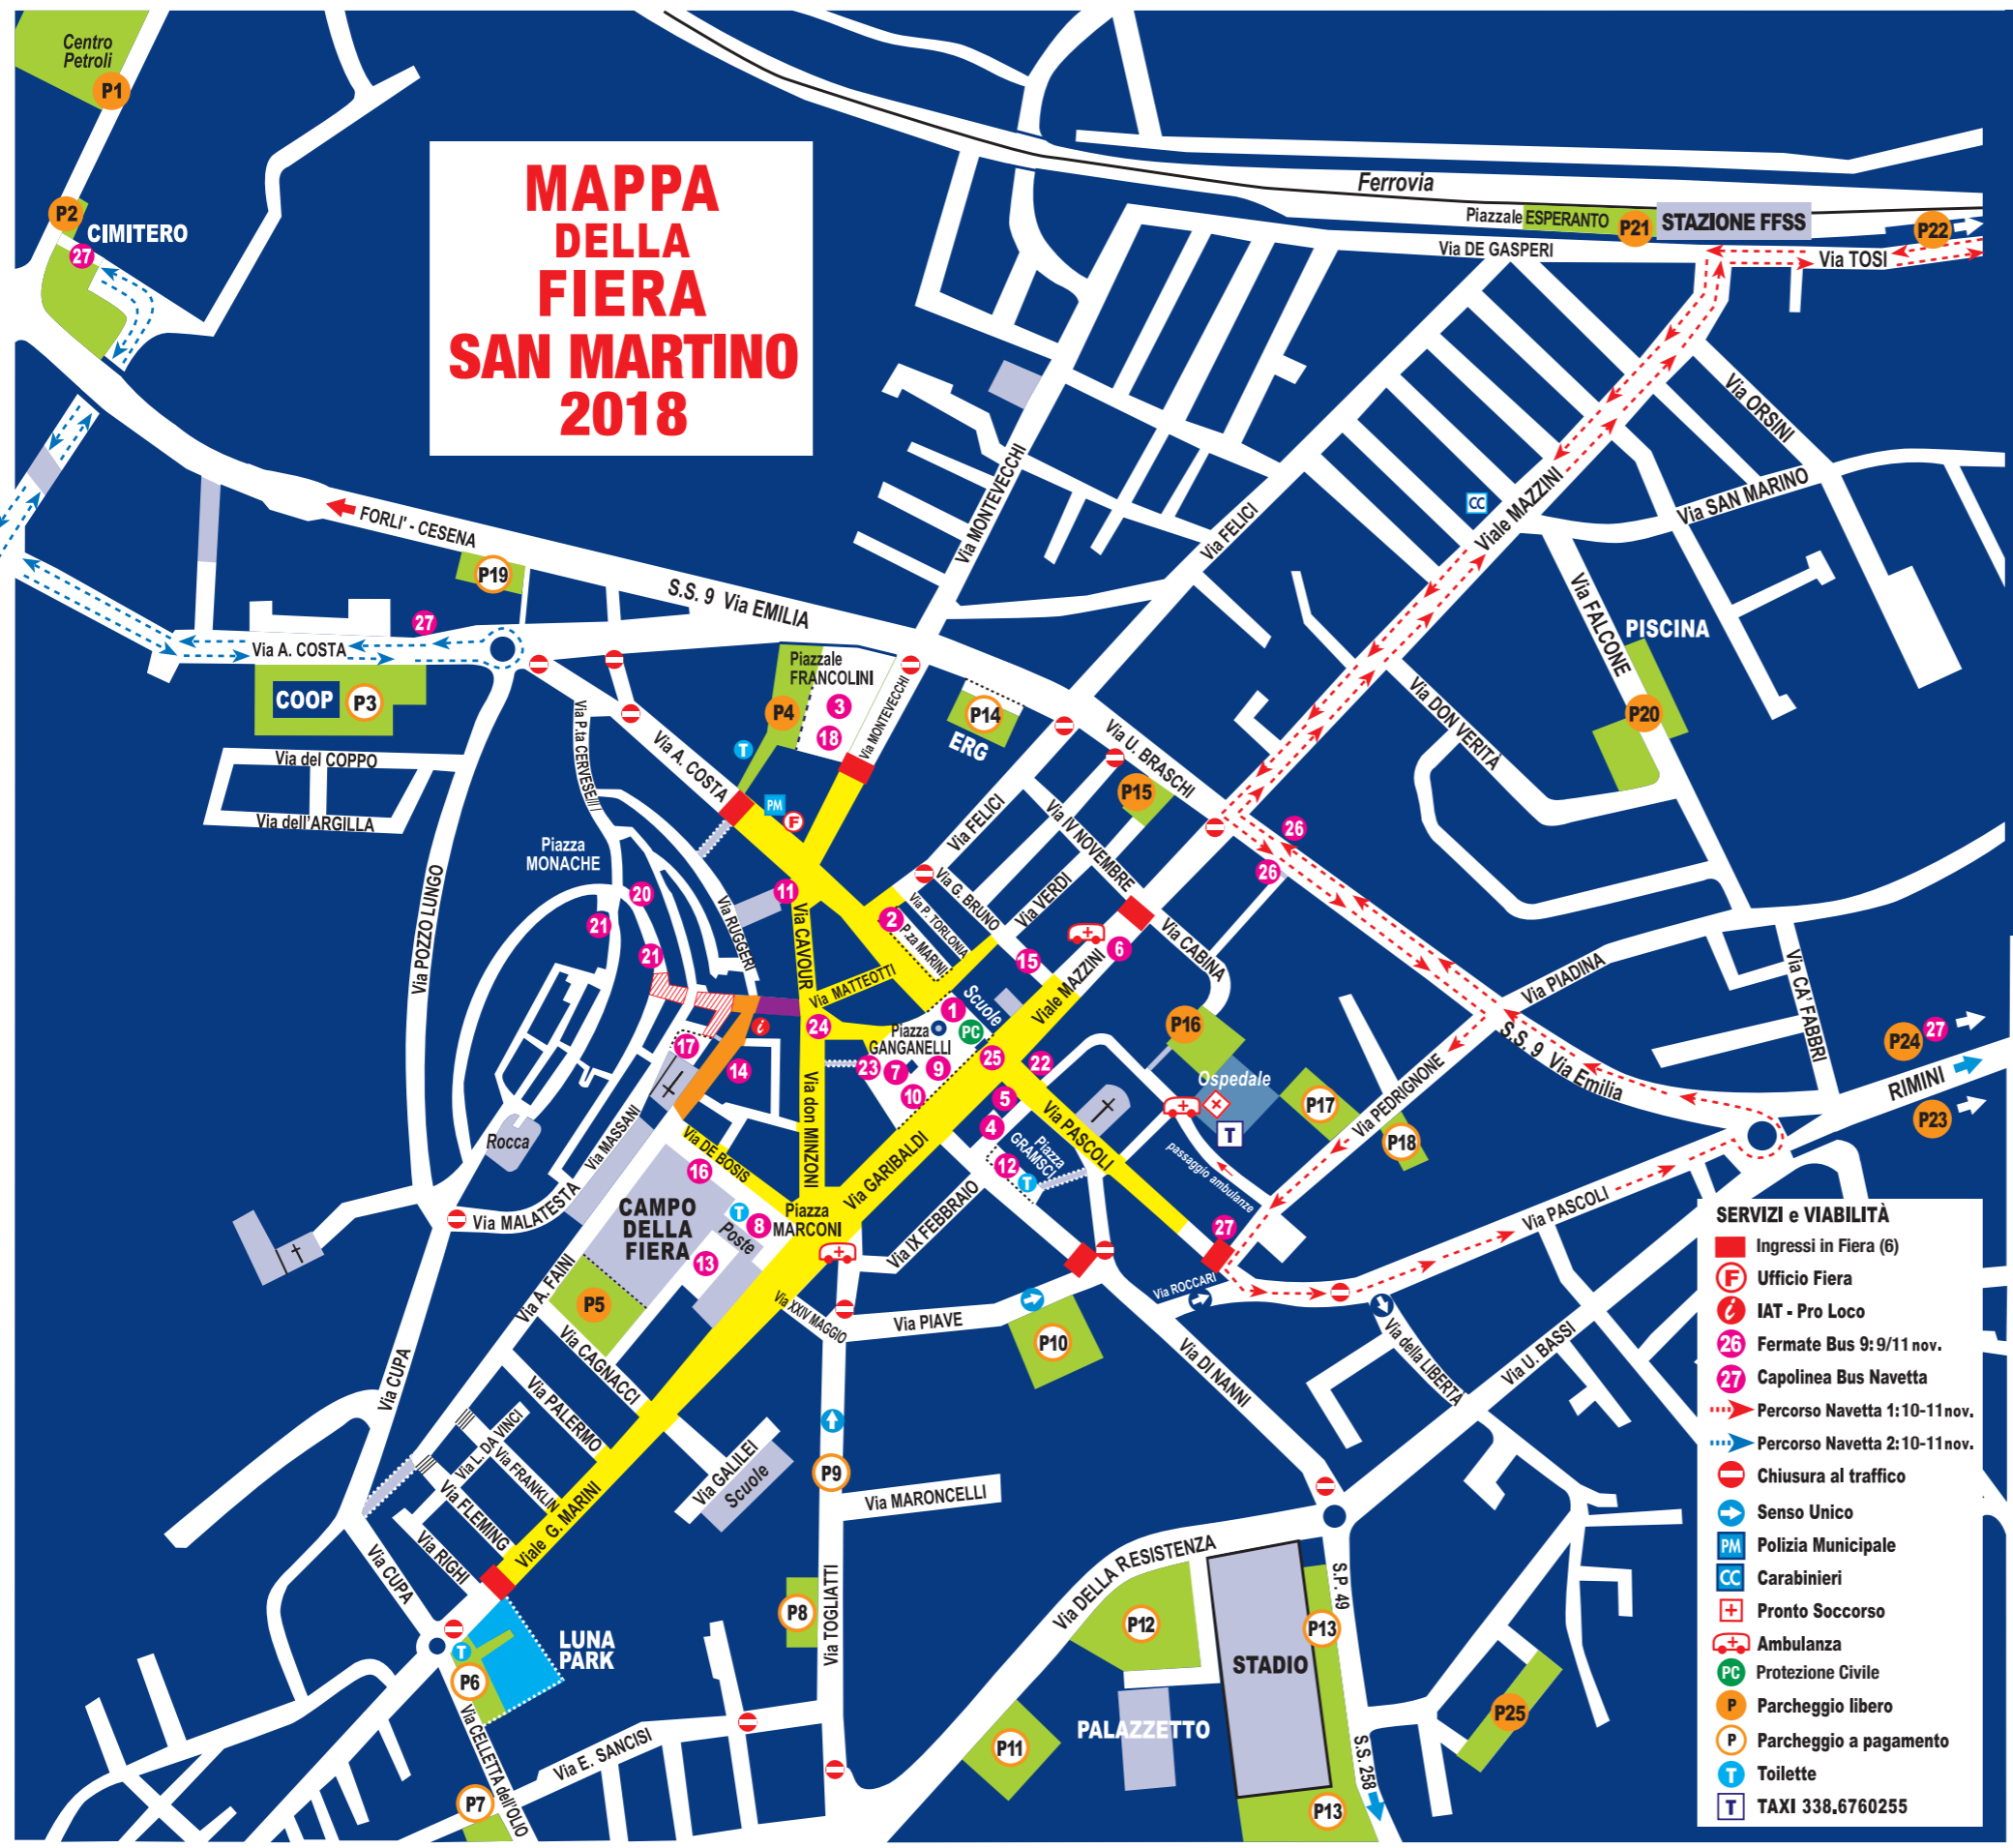 Centro
Petroli
P1
P2
CIMITERO
27
MAPPA
DELLA
FIERA
SAN MARTINO
2018
Ferrovia
Piazzale ESPERANTO
P21
STAZIONE FFSS
P22
Via DE GASPERI
Via TOSI
Via ORSINI
Via SAN MARINO
Viale MAZZINI
CC
Via MONTEVECCHI
Via FELICI
Via FALCONE
PISCINA
P20
Via DON VERITÀ
FORLI' - CESENA
P19
S.S. 9 Via EMILIA
27
Via A. COSTA
COOP
P3
Via del COPPO
Via dell'ARGILLA
Via P.ta CERVESE
Via A. COSTA
Piazzale
FRANCOLINI
P4
3
18
T
Via MONTEVECCHI
P14
ERG
PM
F
Via U. BRASCHI
P15
26
26
Via FELICI
Via IV NOVEMBRE
Via G. BRUNO
Via VERDI
Via P. TORLONIA
P.za MARINI
2
11
Via CAVOUR
Piazza
MONACHE
20
21
21
Via RUGGERI
Via POZZO LUNGO
Via MATTEOTTI
15
6
Viale MAZZINI
Via CABINA
Scuole
1
PC
Piazza
GANGANELLI
24
23
7
9
10
25
22
5
4
i
17
14
Via don MINZONI
Via MASSANI
Rocca
Via DE BOSIS
16
Via GARIBALDI
Piazza
GRAMSCI
12
T
Via PASCOLI
P16
Ospedale
T
P17
P18
Via PEDRIGNONE
passaggio ambulanze
Via PIADINA
S.S. 9 Via Emilia
Via CA' FABBRI
P24
27
RIMINI
P23
Via MALATESTA
CAMPO
DELLA
FIERA
T
8
Piazza
MARCONI
Poste
13
P5
Via A. FAINI
Via CAGNACCI
Via XXIV MAGGIO
Via IX FEBBRAIO
Via PIAVE
P10
27
Via ROCCARI
Via PASCOLI
Via della LIBERTÀ
Via U. BASSI
Via DI NANNI
Via CUPA
Via PALERMO
Via L. DA VINCI
Via FRANKLIN
Via FLEMING
Via RIGHI
Via CUPA
Viale G. MARINI
Via GALILEI
Scuole
P9
Via MARONCELLI
Via TOGLIATTI
P8
LUNA
PARK
T
P6
Via CELLETTA dell'OLIO
P7
Via E. SANCISI
Via DELLA RESISTENZA
P12
STADIO
P13
S.P. 49
PALAZZETTO
P11
S.S. 258
P13
P25
SERVIZI e VIABILITÀ
Ingressi in Fiera (6)
F Ufficio Fiera
i IAT - Pro Loco
26 Fermate Bus 9: 9/11 nov.
27 Capolinea Bus Navetta
Percorso Navetta 1:10-11nov.
Percorso Navetta 2:10-11nov.
Chiusura al traffico
Senso Unico
PM Polizia Municipale
CC Carabinieri
Pronto Soccorso
Ambulanza
PC Protezione Civile
P Parcheggio libero
P Parcheggio a pagamento
T Toilette
T TAXI 338.6760255